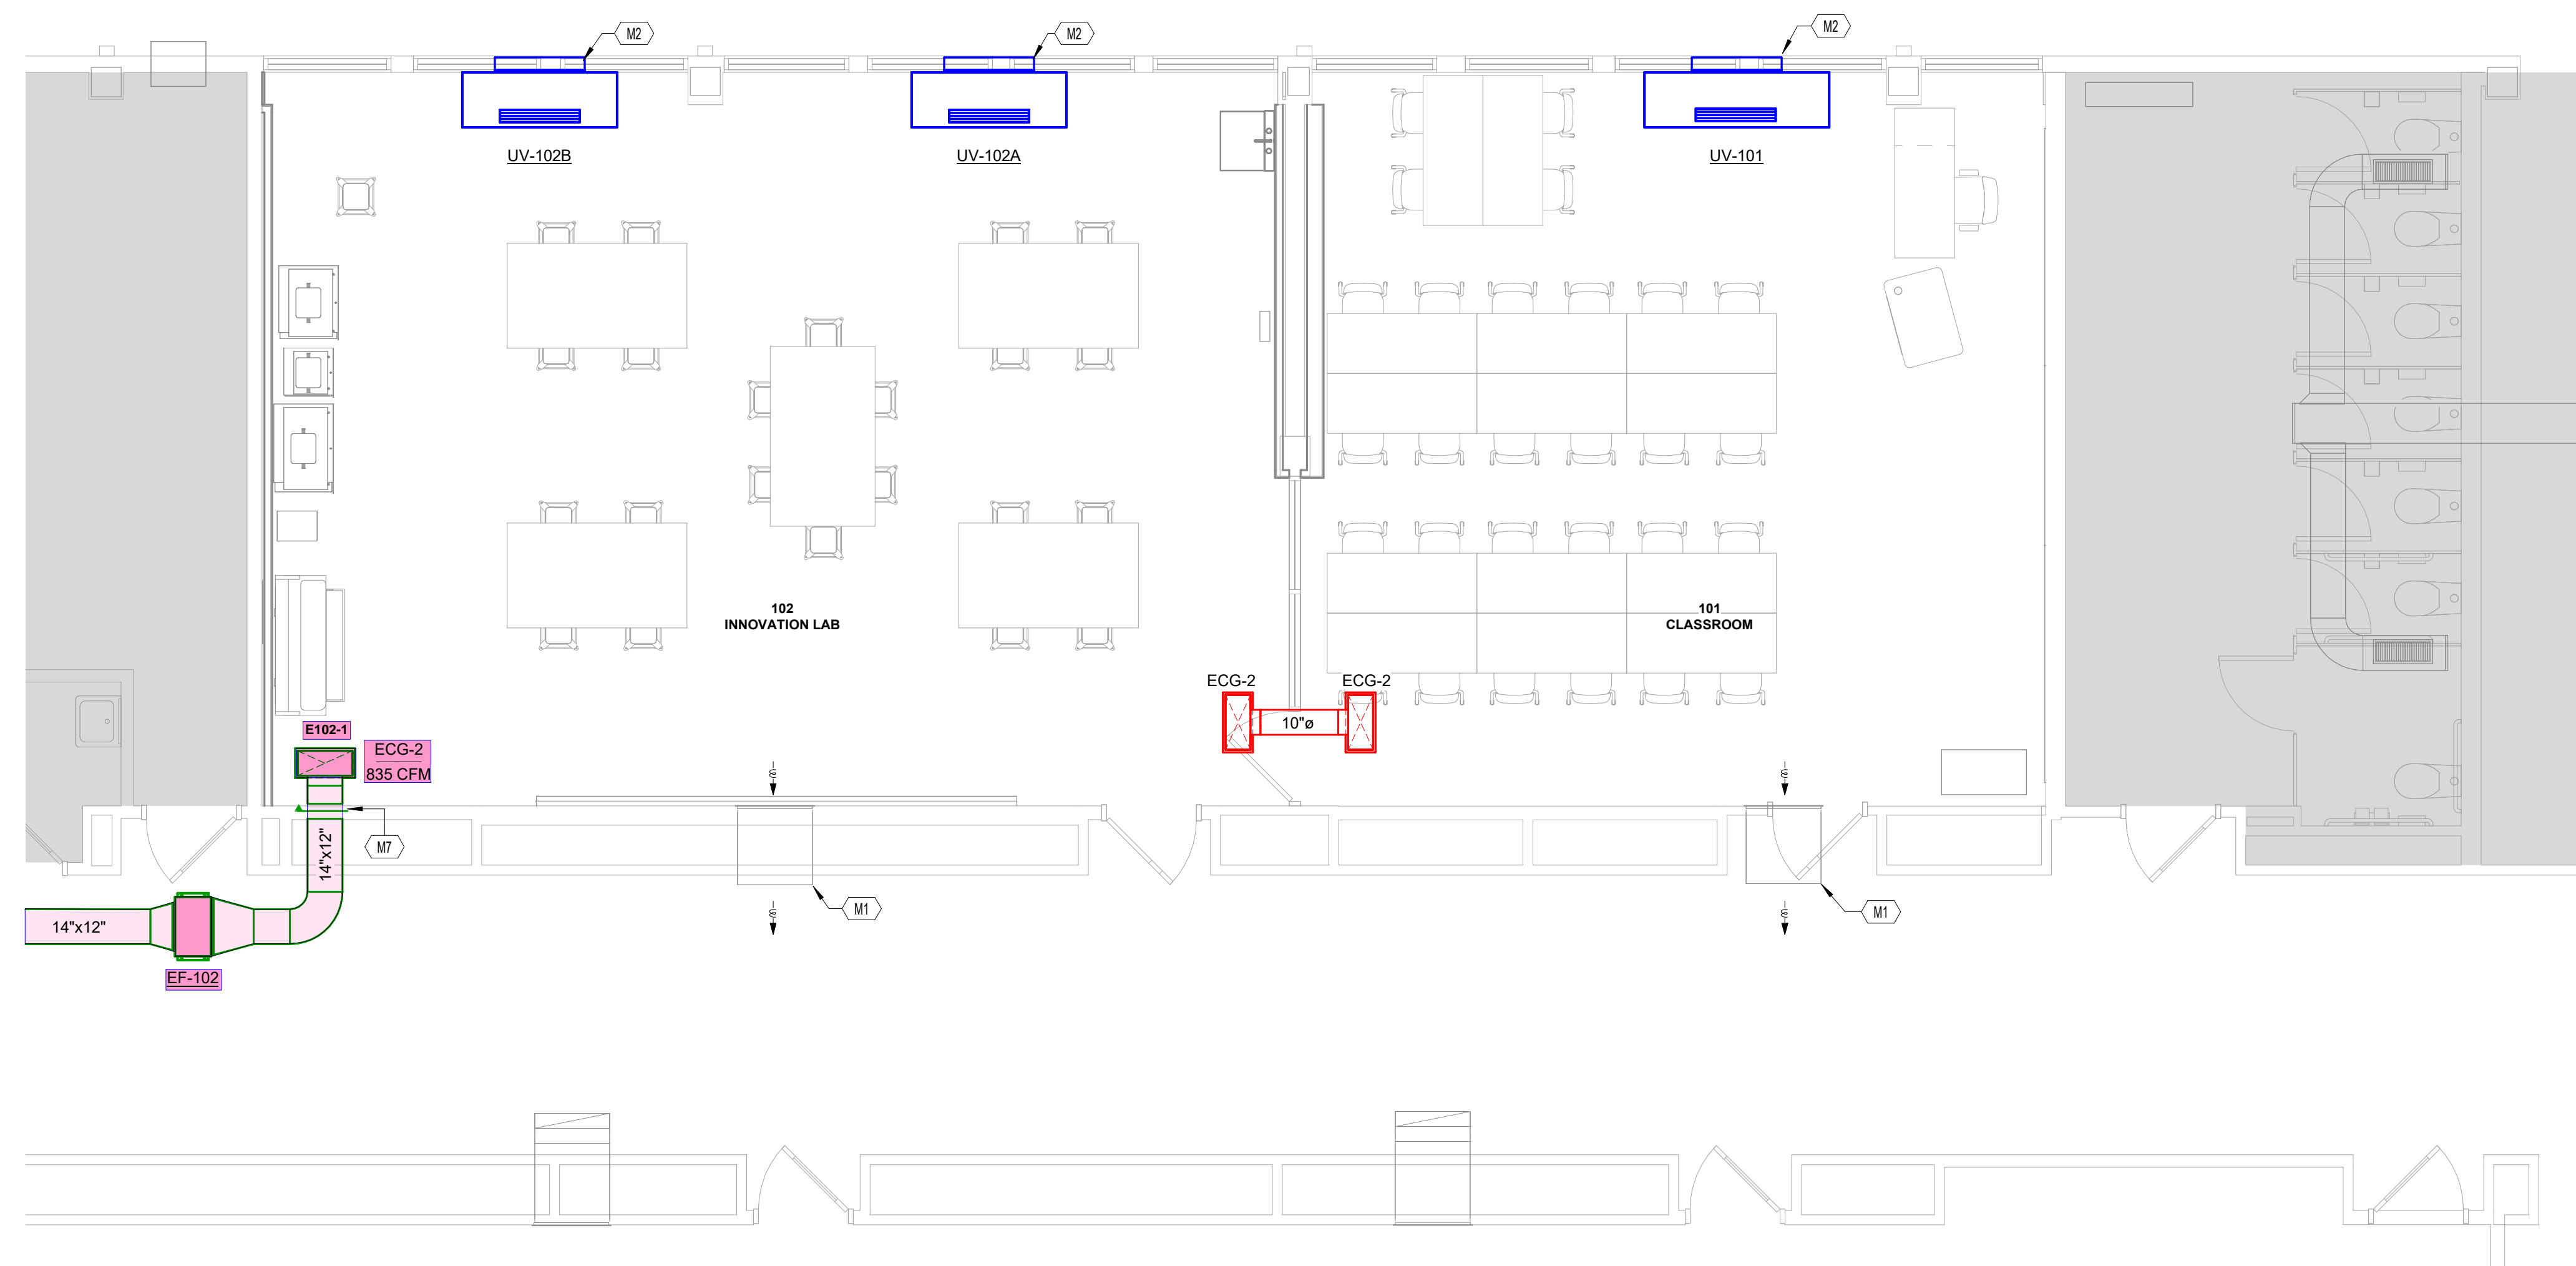 M2
M2
M2
UV-102B
UV-102A
UV-101
102
INNOVATION LAB
101
CLASSROOM
ECG-2
ECG-2
10"ø
E102-1
ECG-2
835 CFM
14"x12"
M7
M1
M1
14"x12"
EF-102